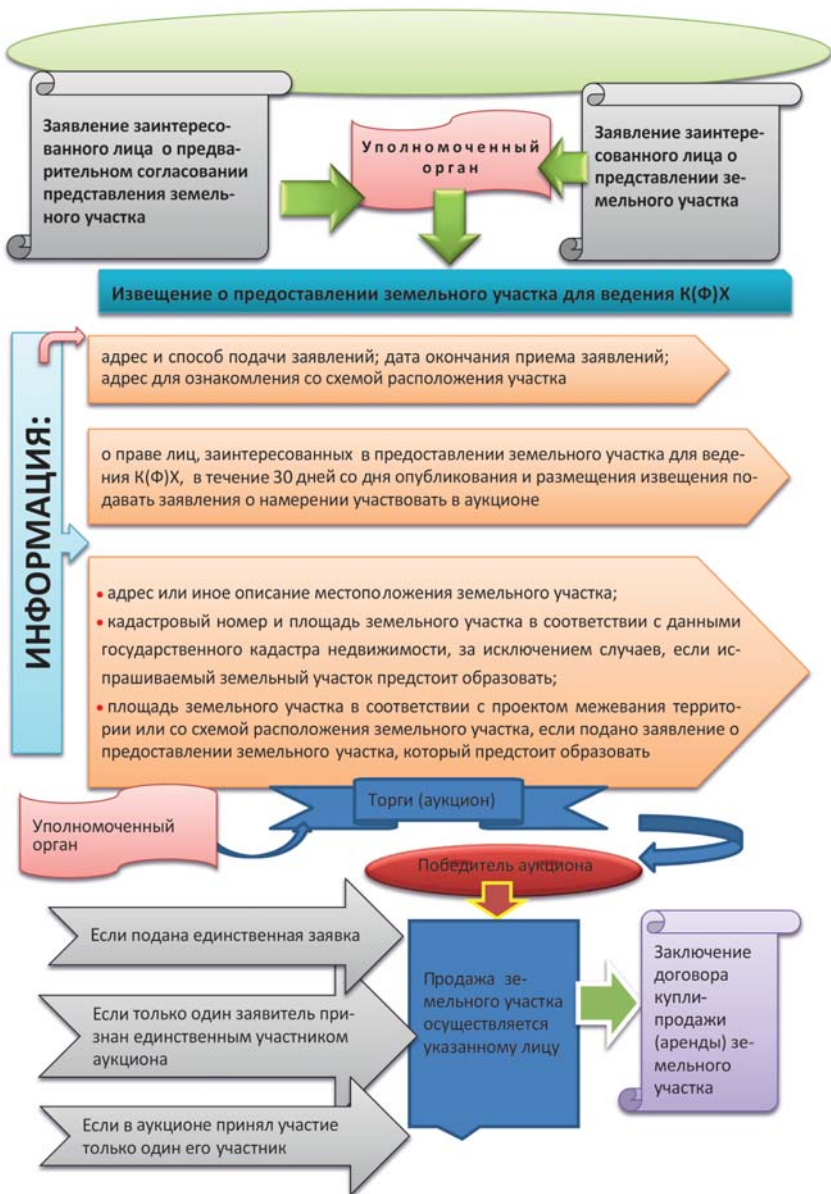 Заявление заинтересо-
ванного лица о предва-
рительном согласовании
представления земель-
ного участка
Уполномоченный
орган
Заявление заинтере-
сованного лица о
представлении зе-
мельного участка
Извещение о предоставлении земельного участка для ведения К(Ф)Х
ИНФОРМАЦИЯ:
адрес и способ подачи заявлений; дата окончания приема заявлений;
адрес для ознакомления со схемой расположения участка
о праве лиц, заинтересованных в предоставлении земельного участка для веде-
ния К(Ф)Х, в течение 30 дней со дня опубликования и размещения извещения по-
давать заявления о намерении участвовать в аукционе
• адрес или иное описание местоположения земельного участка;
• кадастровый номер и площадь земельного участка в соответствии с данными
государственного кадастра недвижимости, за исключением случаев, если ис-
прашиваемый земельный участок предстоит образовать;
• площадь земельного участка в соответствии с проектом межевания террито-
рии или со схемой расположения земельного участка, если подано заявление о
предоставлении земельного участка, который предстоит образовать
Торги (аукцион)
Уполномоченный
орган
Победитель аукциона
Если подана единственная заявка
Если только один заявитель при-
знан единственным участником
аукциона
Если в аукционе принял участие
только один его участник
Продажа зе-
мельного участка
осуществляется
указанному лицу
Заключение
договора
купли-
продажи
(аренды) зе-
мельного
участка